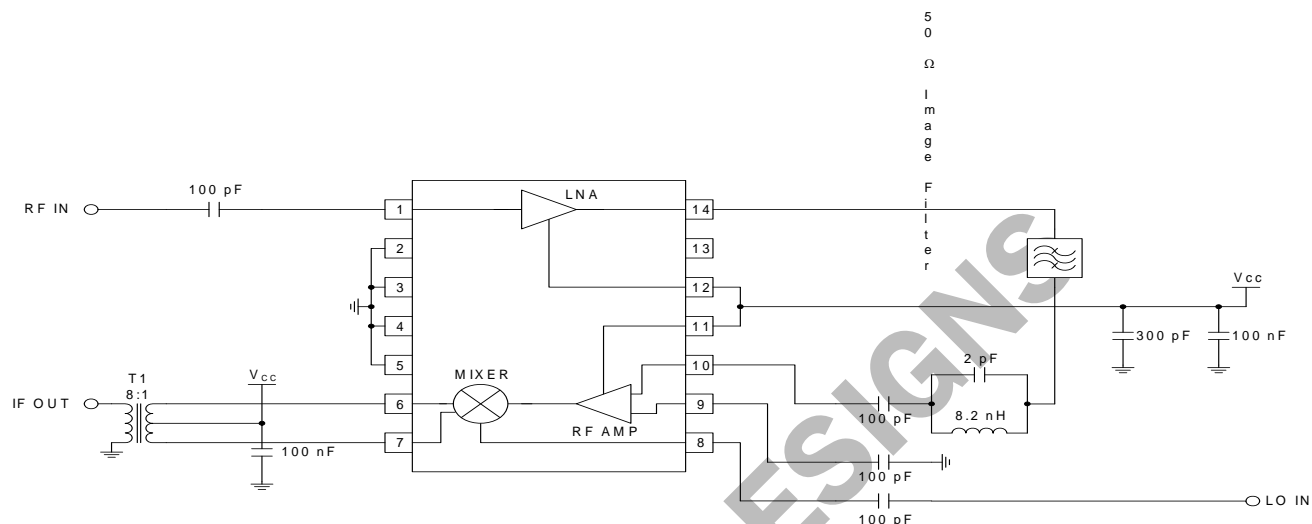 50 Ω Image Filter
100 pF
LNA
RF IN
1
14
2
13
3
12
Vcc
4
11
300 pF
100 nF
5
10
2 pF
T1
8:1
Vcc
MIXER
IF OUT
6
9
100 pF
8.2 nH
RF AMP
7
8
100 nF
100 pF
LO IN
100 pF
ESIGNS